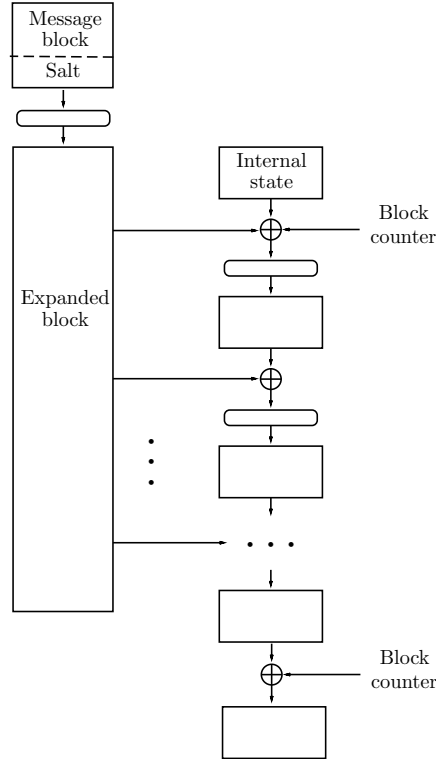 Message
block
Salt
Internal
state
Block
counter
Expanded
block
Block
counter